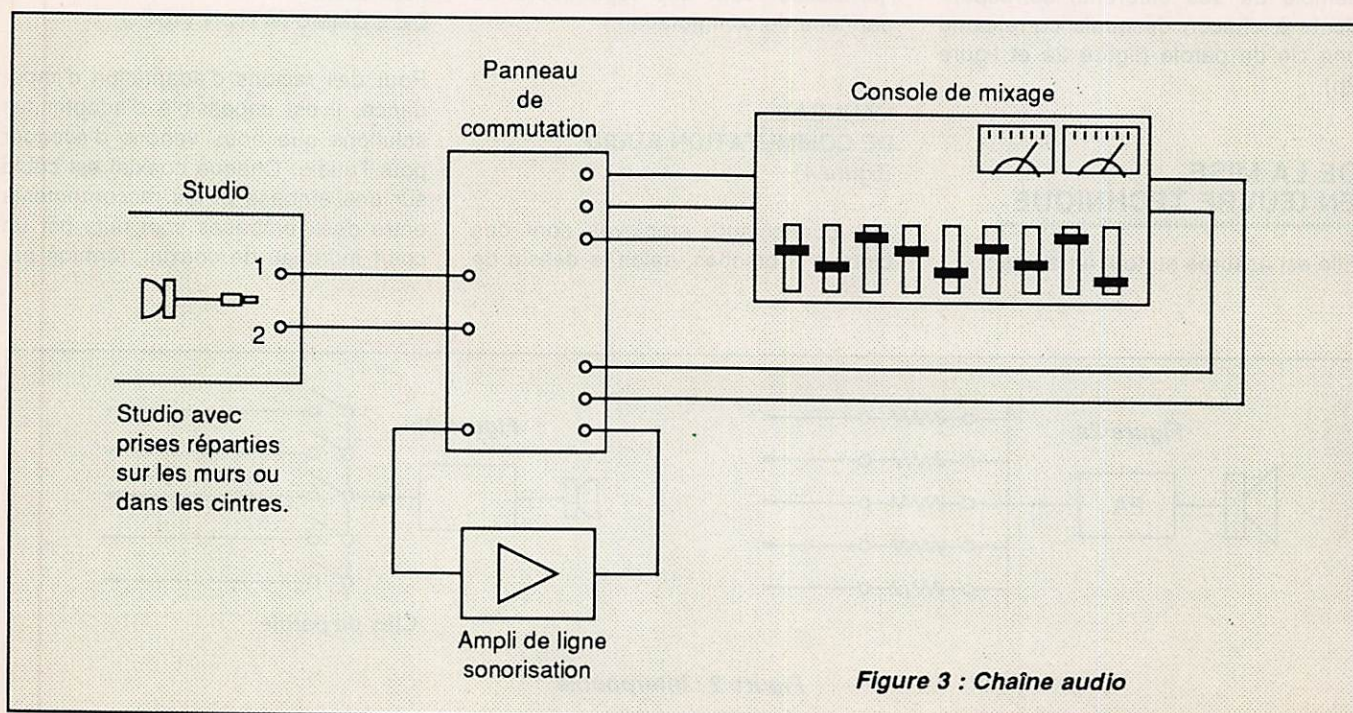 Panneau
de
commutation
Console de mixage
Studio
1
2
Studio avec
prises réparties
sur les murs ou
dans les cintres.
Ampli de ligne
sonorisation
Figure 3 : Chaîne audio